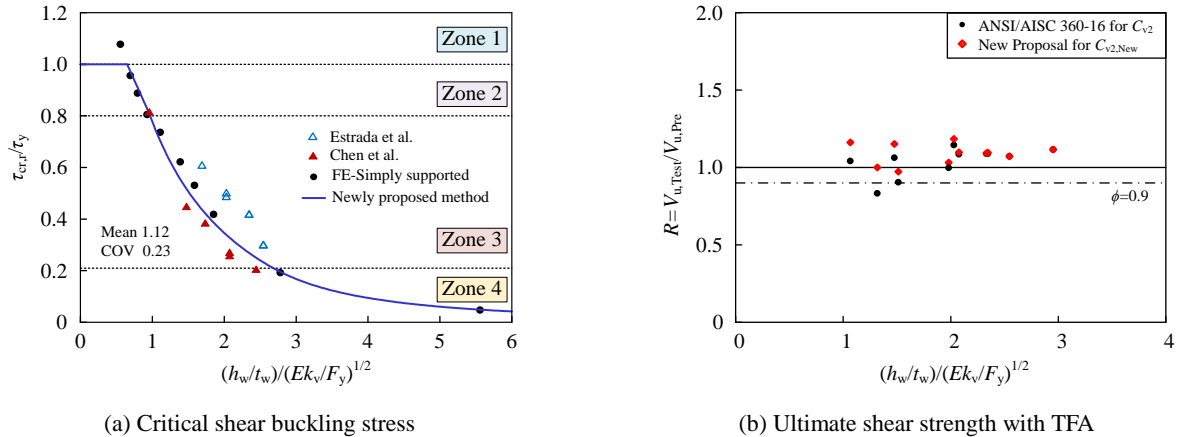 1.2
1.0
0.8
0.6
0.4
0.2
0
τcr,r/τy
Zone 1
Zone 2
Zone 3
Zone 4
Estrada et al.
Chen et al.
FE-Simply supported
Newly proposed method
Mean 1.12
COV 0.23
0 1 2 3 4 5 6
(hw/tw)/(Ekv/Fy)1/2
(a) Critical shear buckling stress
2.0
1.5
1.0
0.5
0.0
R=Vu,Test/Vu,Pre
ANSI/AISC 360-16 for Cv2
New Proposal for Cv2,New
ϕ=0.9
0 1 2 3 4
(hw/tw)/(Ekv/Fy)1/2
(b) Ultimate shear strength with TFA